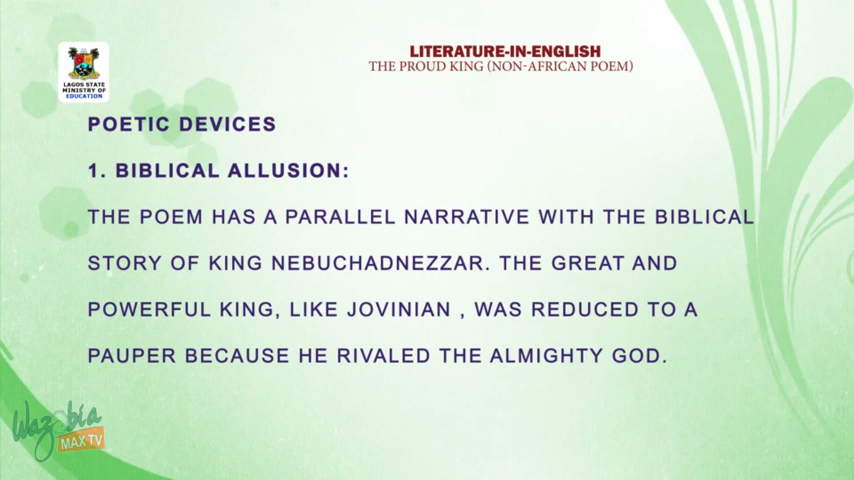 LITERATURE-IN-ENGLISH
THE PROUD KING (NON-AFRICAN POEM)
LAGOS STATE
MINISTRY OF
EDUCATION
POETIC DEVICES
1. BIBLICAL ALLUSION:
THE POEM HAS A PARALLEL NARRATIVE WITH THE BIBLICAL
STORY OF KING NEBUCHADNEZZAR. THE GREAT AND
POWERFUL KING, LIKE JOVINIAN , WAS REDUCED TO A
PAUPER BECAUSE HE RIVALED THE ALMIGHTY GOD.
Wazobia
MAX TV